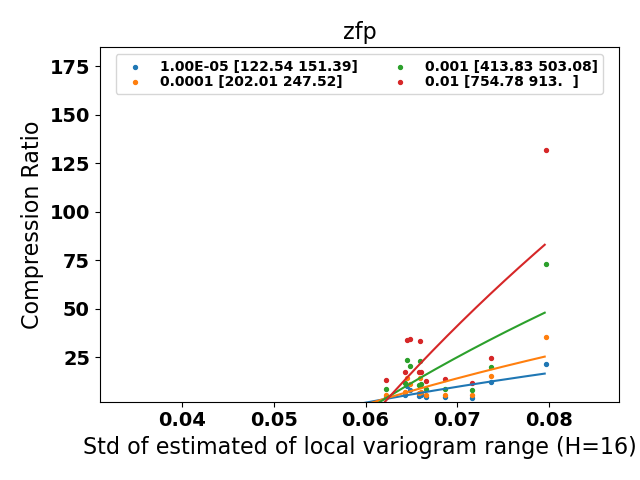 zfp
1.00E-05 [122.54 151.39]
0.0001 [202.01 247.52]
0.001 [413.83 503.08]
0.01 [754.78 913.  ]
Compression Ratio
175
150
125
100
75
50
25
0.04 0.05 0.06 0.07 0.08
Std of estimated of local variogram range (H=16)